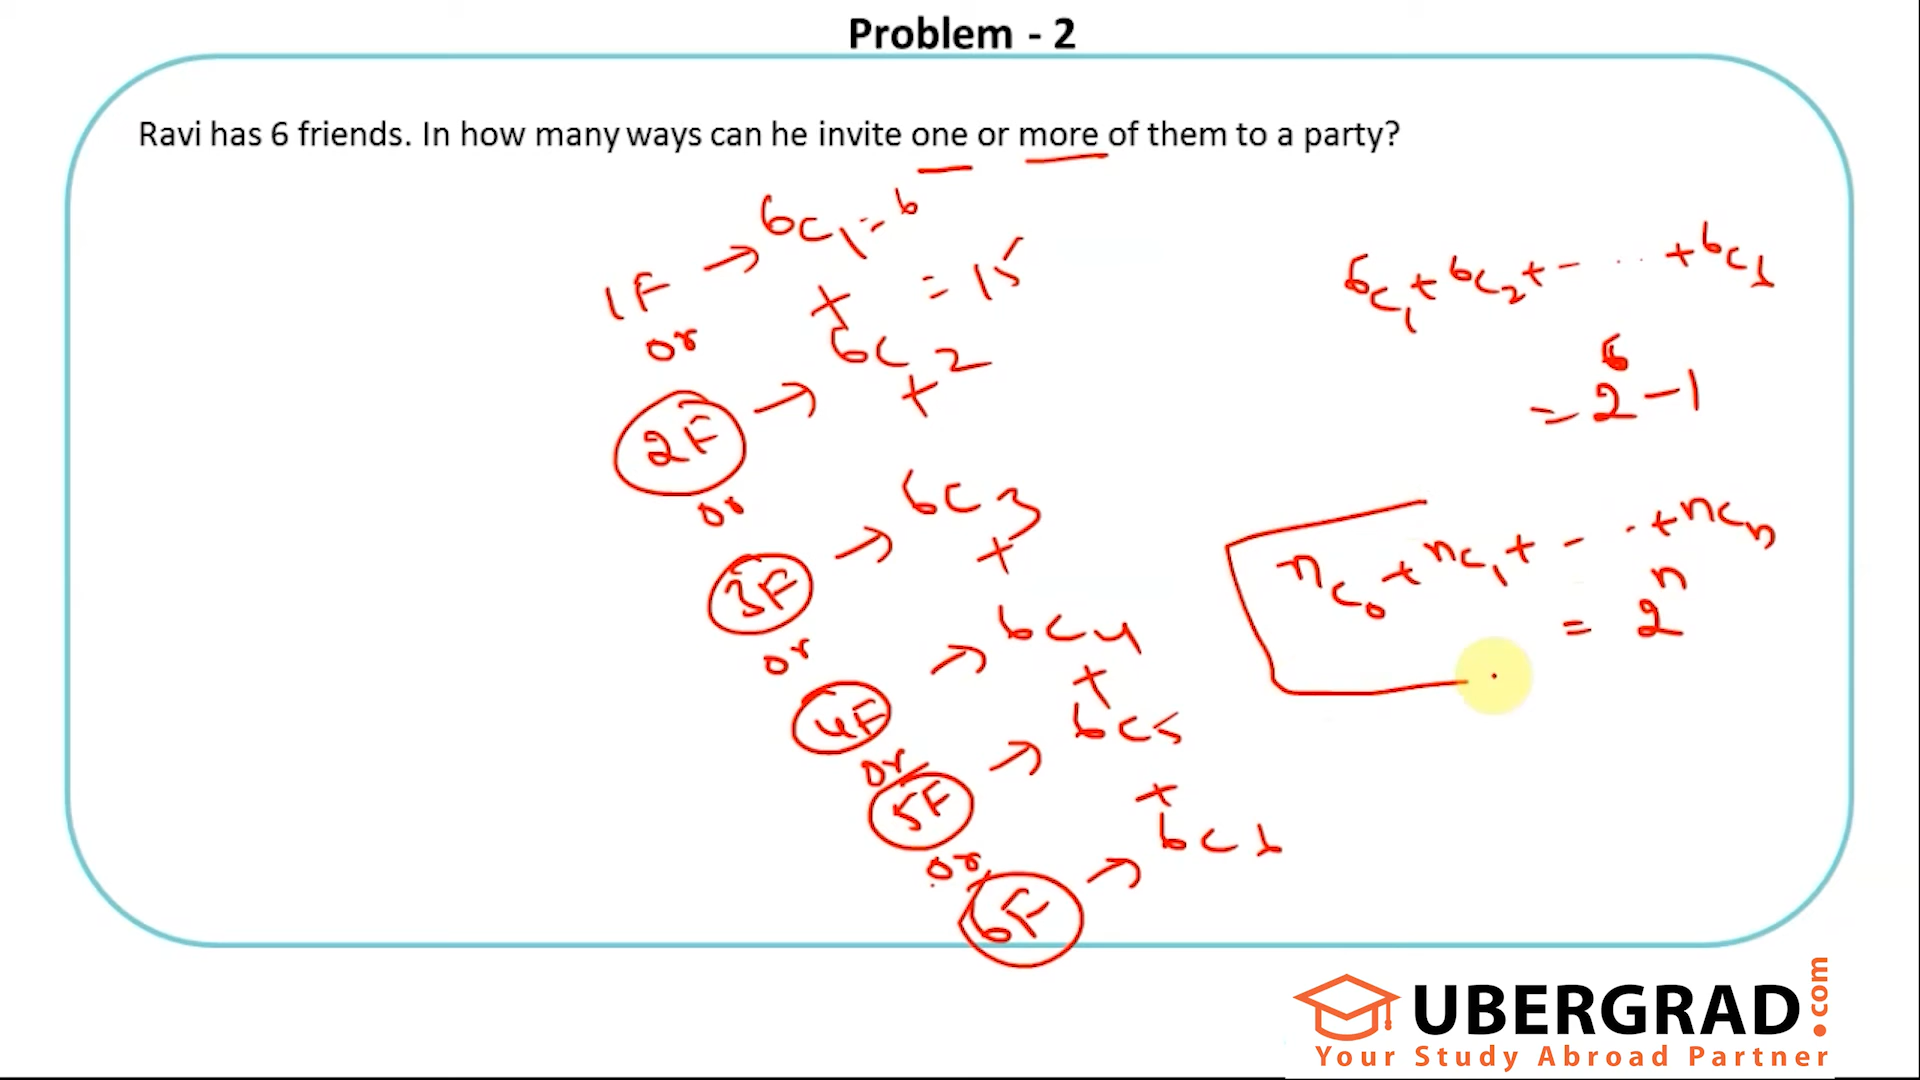 Problem - 2
Ravi has 6 friends. In how many ways can he invite one or more of them to a party?
1F → 6C1 = 6
or
+ = 15
2F → 6C2
+
or
3F → 6C3
+
or
4F → 6C4
+
or
5F → 6C5
+
or
6F → 6C6
6C1 + 6C2 + - ... + 6C6
= 2^6 - 1
nC0 + nC1 + - .. + nCn
= 2^n
UBERGRAD.com
Your Study Abroad Partner